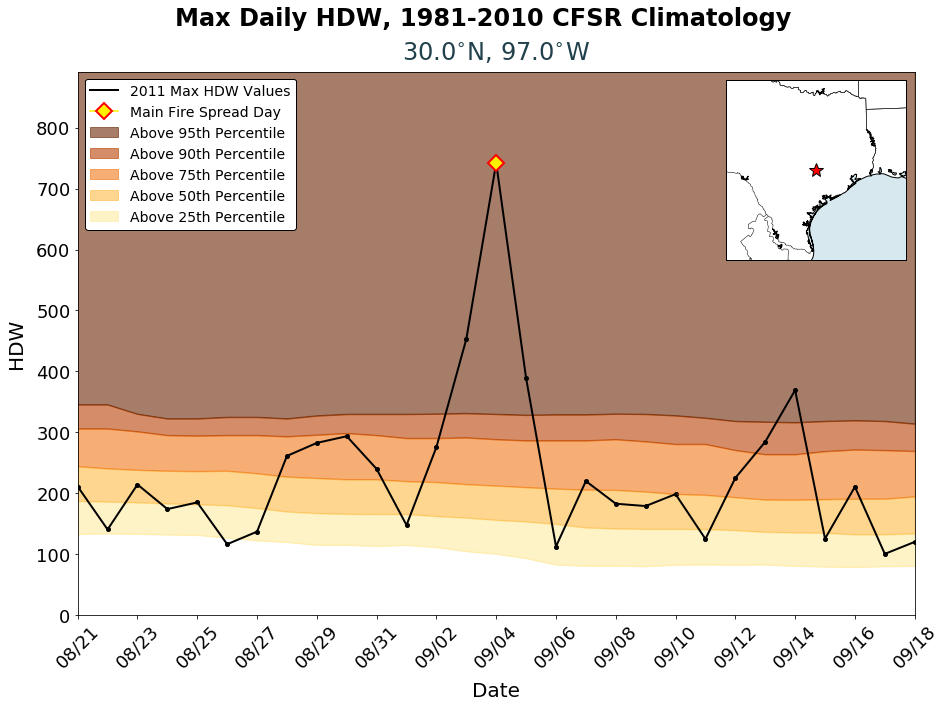 Max Daily HDW, 1981-2010 CFSR Climatology
30.0°N, 97.0°W
2011 Max HDW Values
Main Fire Spread Day
Above 95th Percentile
Above 90th Percentile
Above 75th Percentile
Above 50th Percentile
Above 25th Percentile
HDW
800
700
600
500
400
300
200
100
0
08/21
08/23
08/25
08/27
08/29
08/31
09/02
09/04
09/06
09/08
09/10
09/12
09/14
09/16
09/18
Date